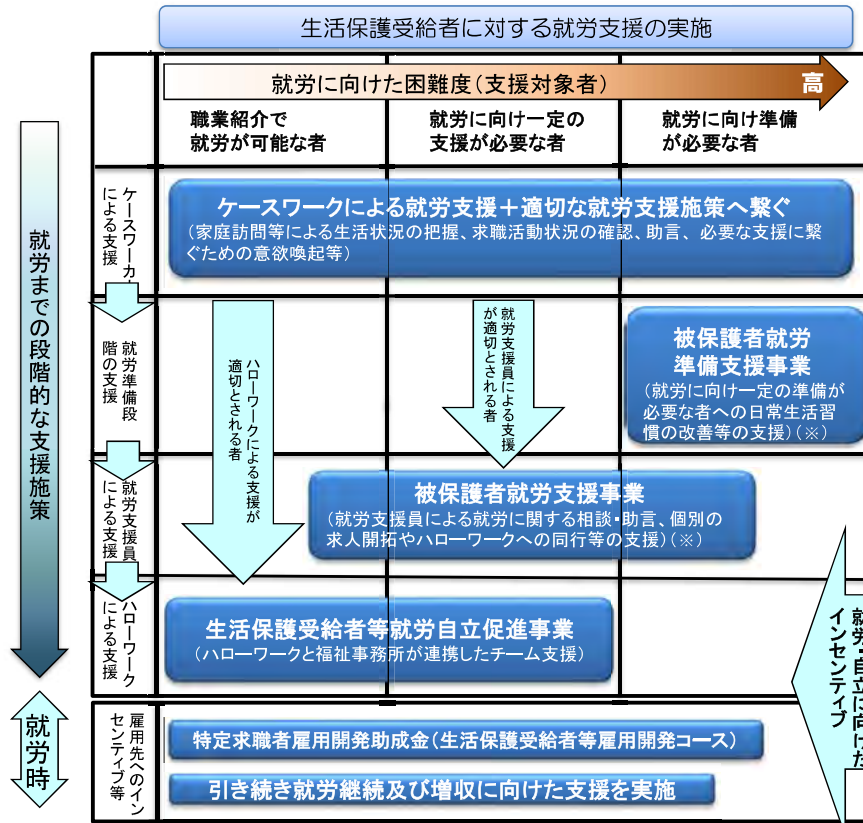 生活保護受給者に対する就労支援の実施
就労に向けた困難度（支援対象者）
高
職業紹介で
就労が可能な者
就労に向け一定の
支援が必要な者
就労に向け準備
が必要な者
就労までの段階的な支援施策
ケースワーカー
による支援
ケースワークによる就労支援＋適切な就労支援施策へ繋ぐ
（家庭訪問等による生活状況の把握、求職活動状況の確認、助言、必要な支援に繋
ぐための意欲喚起等）
就労準備段
階の支援
ハローワークによる支援が
適切とされる者
就労支援員による支援
が適切とされる者
被保護者就労
準備支援事業
（就労に向け一定の準備が
必要な者への日常生活習
慣の改善等の支援）（※）
就労支援員
による支援
被保護者就労支援事業
（就労支援員による就労に関する相談・助言、個別の
求人開拓やハローワークへの同行等の支援）（※）
ハローワーク
による支援
生活保護受給者等就労自立促進事業
（ハローワークと福祉事務所が連携したチーム支援）
就労・自立に向けた
インセンティブ
就労時
雇用先へのイン
センティブ等
特定求職者雇用開発助成金（生活保護受給者等雇用開発コース）
引き続き就労継続及び増収に向けた支援を実施